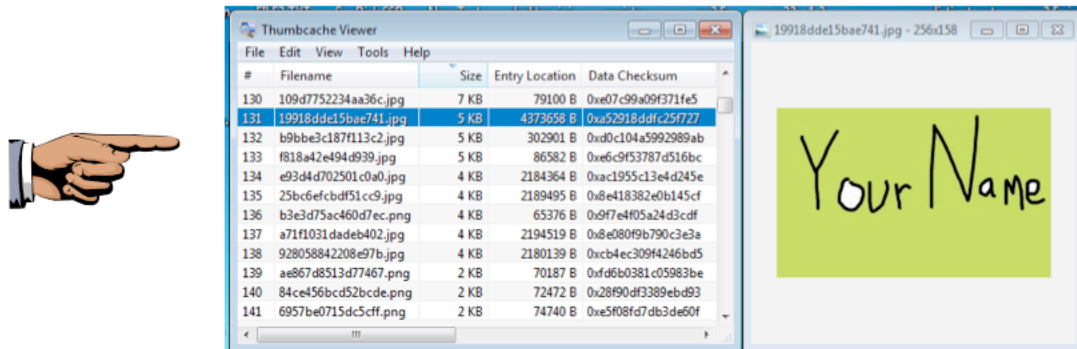 Thumbcache Viewer
File Edit View Tools Help
# Filename Size Entry Location Data Checksum
130 109d7752234aa36c.jpg 7 KB 79100 B 0xe07c99a09f371fe5
131 19918dde15bae741.jpg 5 KB 4373658 B 0xa52918ddfc25f727
132 b9bbe3c187f113c2.jpg 5 KB 302901 B 0xd0c104a5992989ab
133 f818a42e494d939.jpg 5 KB 86582 B 0xe6c9f53787d516bc
134 e93d4d702501c0a0.jpg 4 KB 2184364 B 0xac1955c13e4d245e
135 25bc6efcbdf51cc9.jpg 4 KB 2189495 B 0x8e418382e0b145cf
136 b3e3d75ac460d7ec.png 4 KB 65376 B 0x9f7e4f05a24d3cdf
137 a71f1031dadeb402.jpg 4 KB 2194519 B 0x8e080f9b790c3e3a
138 928058842208e97b.jpg 4 KB 2180139 B 0xcb4ec309f4246bd5
139 ae867d8513d77467.png 2 KB 70187 B 0xfd6b0381c05983be
140 84ce456bcd52bcde.png 2 KB 72472 B 0x28f90df3389ebd93
141 6957be0715dc5cff.png 2 KB 74740 B 0xe5f08fd7db3de60f
19918dde15bae741.jpg - 256x158
Your Name